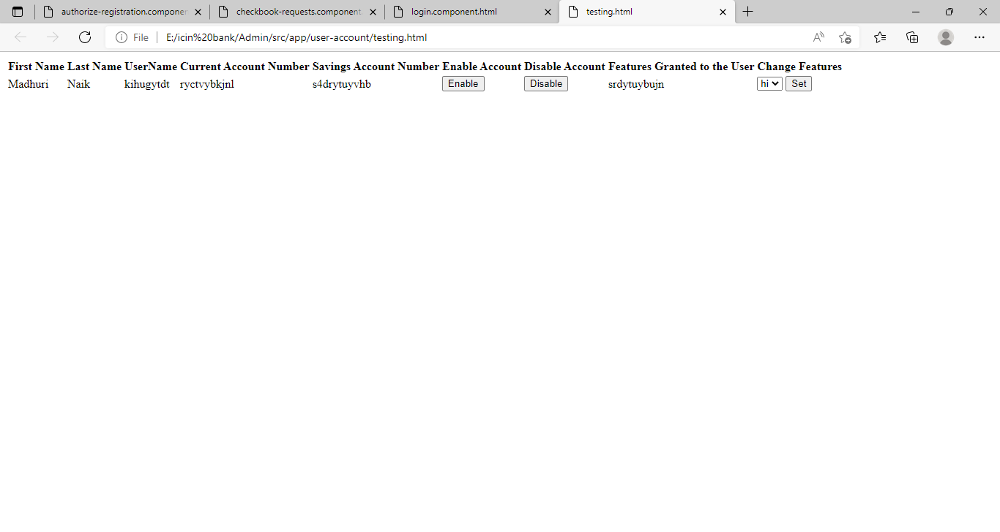 authorize-registration.componen
checkbook-requests.component.
login.component.html
testing.html
File
E:/icin%20bank/Admin/src/app/user-account/testing.html
First Name Last Name UserName Current Account Number Savings Account Number Enable Account Disable Account Features Granted to the User Change Features
Madhuri Naik kihugytdt ryctvybkjnl s4drytuyvhb Enable Disable srdytuybujn hi Set